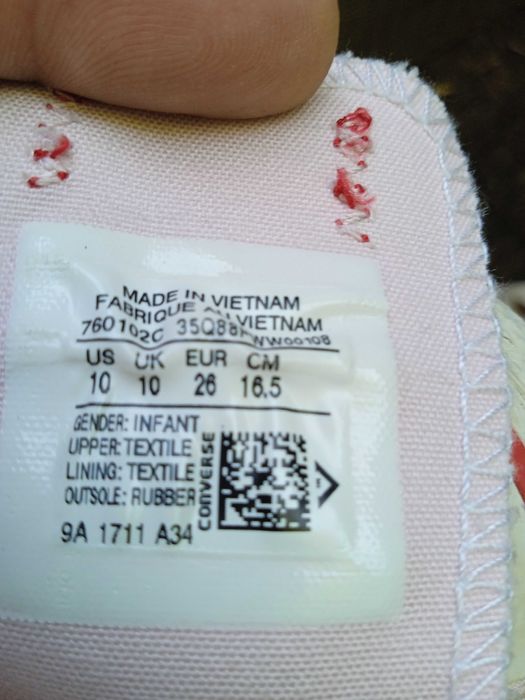 MADE IN VIETNAM
FABRIQUE AU VIETNAM
760102C 35Q88 WW00108
US UK EUR CM
10 10 26 16.5
GENDER: INFANT
UPPER: TEXTILE
LINING: TEXTILE
OUTSOLE: RUBBER
CONVERSE
9A 1711 A34